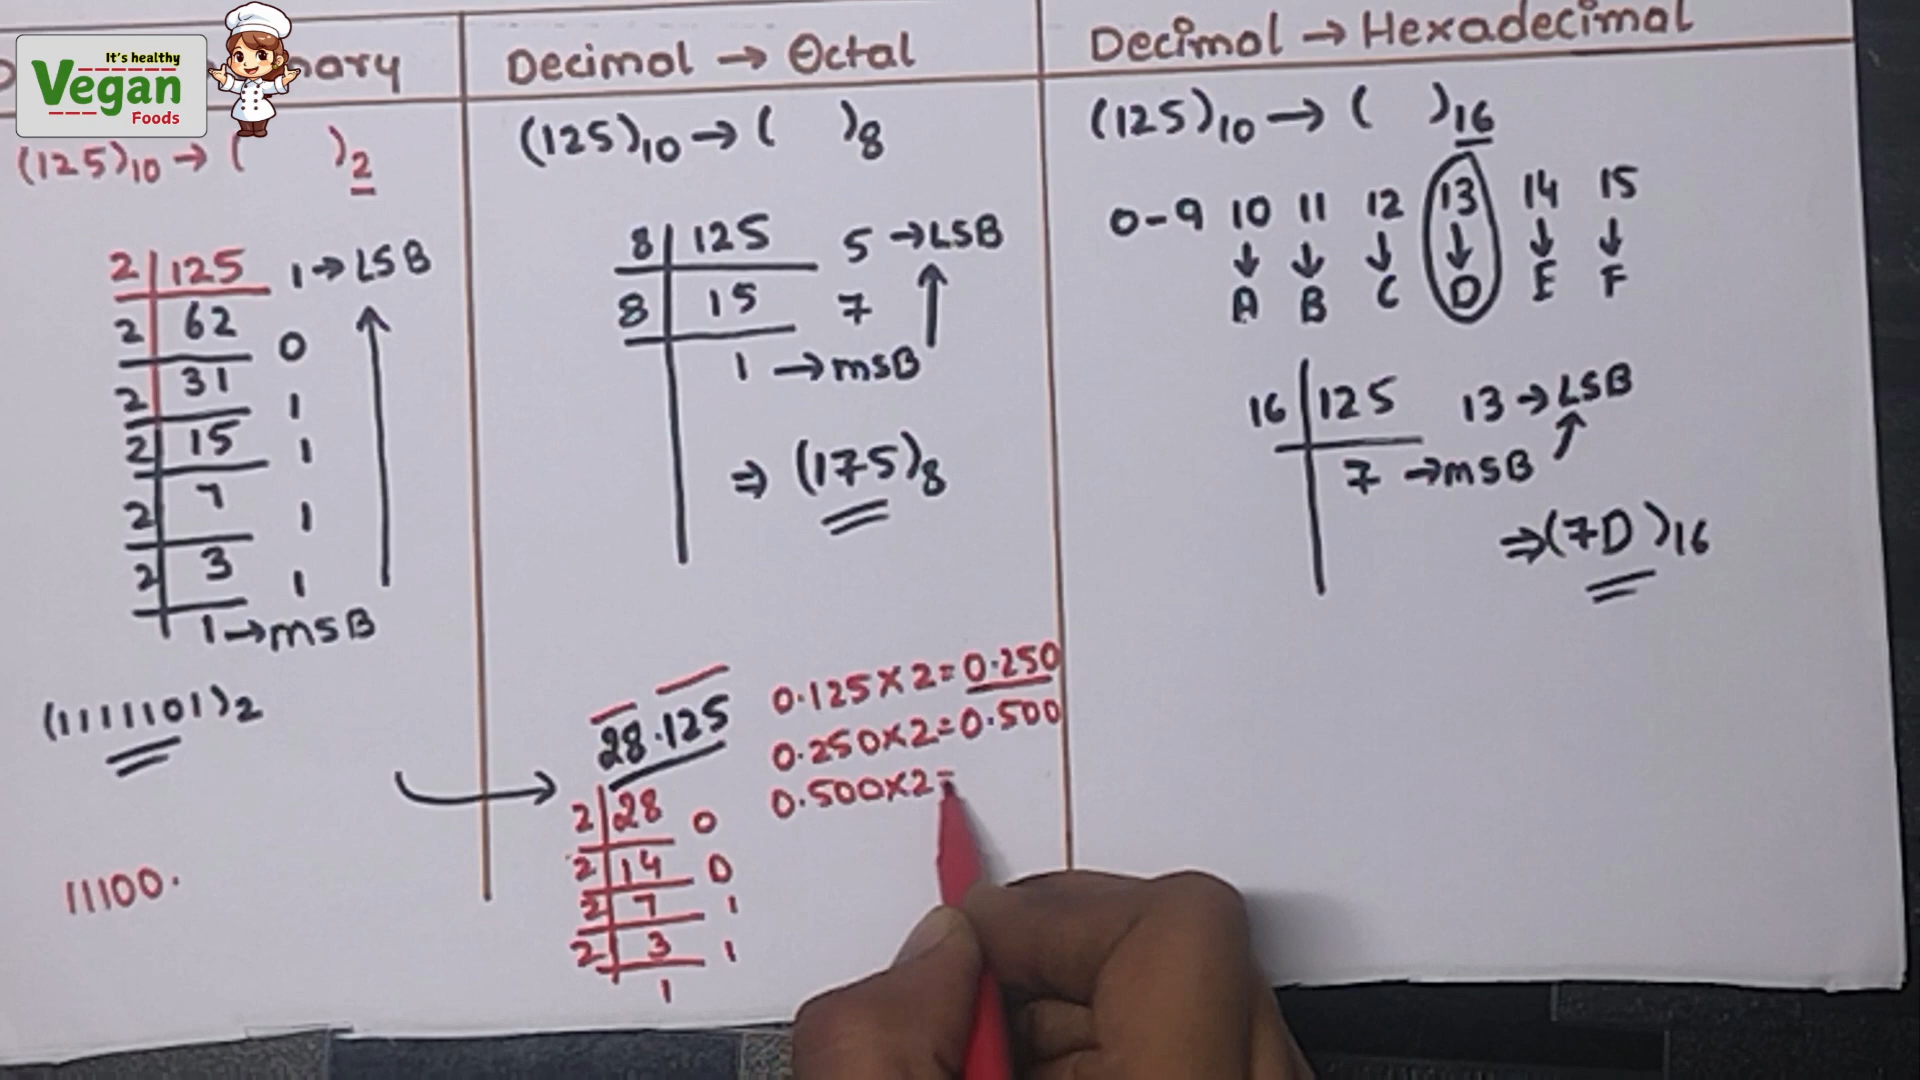 It's healthy
Vegan
Foods
nary
(125)10 → ( )2
2 125 1 → LSB
2 62 0
2 31 1
2 15 1
2 7 1
2 3 1
1 → MSB
(1111101)2
11100.
Decimal → Octal
(125)10 → ( )8
8 125 5 → LSB
8 15 7
1 → MSB
⇒ (175)8
28.125
2 28 0
2 14 0
2 7 1
2 3 1
1
0.125×2=0.250
0.250×2=0.500
0.500×2=
Decimal → Hexadecimal
(125)10 → ( )16
0-9 10 11 12 13 14 15
↓ ↓ ↓ ↓ ↓ ↓
A B C D E F
16 125 13 → LSB
7 → MSB
⇒ (7D)16